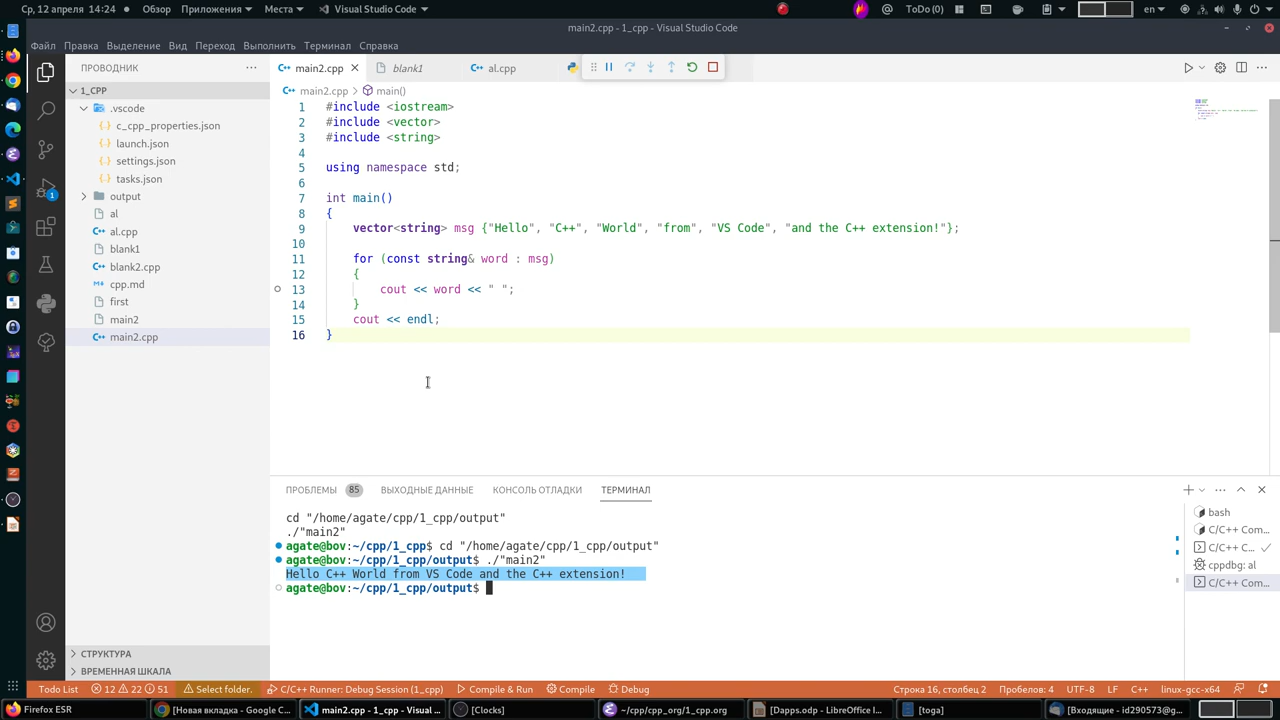 Ср, 12 апреля 14:24
Обзор
Приложения
Места
Visual Studio Code
ToDo (0)
en
main2.cpp - 1_cpp - Visual Studio Code
Файл Правка Выделение Вид Переход Выполнить Терминал Справка
ПРОВОДНИК
main2.cpp
blank1
al.cpp
1_CPP
main2.cpp > main()
.vscode
c_cpp_properties.json
launch.json
settings.json
tasks.json
output
al
al.cpp
blank1
blank2.cpp
cpp.md
first
main2
main2.cpp
1 #include <iostream>
2 #include <vector>
3 #include <string>
4
5 using namespace std;
6
7 int main()
8 {
9 vector<string> msg {"Hello", "C++", "World", "from", "VS Code", "and the C++ extension!"};
10
11 for (const string& word : msg)
12 {
13 cout << word << " ";
14 }
15 cout << endl;
16 }
ПРОБЛЕМЫ 85 ВЫХОДНЫЕ ДАННЫЕ КОНСОЛЬ ОТЛАДКИ ТЕРМИНАЛ
cd "/home/agate/cpp/1_cpp/output"
./"main2"
agate@bov:~/cpp/1_cpp$ cd "/home/agate/cpp/1_cpp/output"
agate@bov:~/cpp/1_cpp/output$ ./"main2"
Hello C++ World from VS Code and the C++ extension!
agate@bov:~/cpp/1_cpp/output$
bash
C/C++ Com...
C/C++ C...
cppdbg: al
C/C++ Com...
1
СТРУКТУРА
ВРЕМЕННАЯ ШКАЛА
Todo List 12 22 51 Select folder. C/C++ Runner: Debug Session (1_cpp) Compile & Run Compile Debug
Строка 16, столбец 2 Пробелов: 4 UTF-8 LF C++ linux-gcc-x64
Firefox ESR
[Новая вкладка - Google C...
main2.cpp - 1_cpp - Visual ...
[Clocks]
~/cpp/cpp_org/1_cpp.org
[Dapps.odp - LibreOffice I...
[toga]
[Входящие - id290573@g...